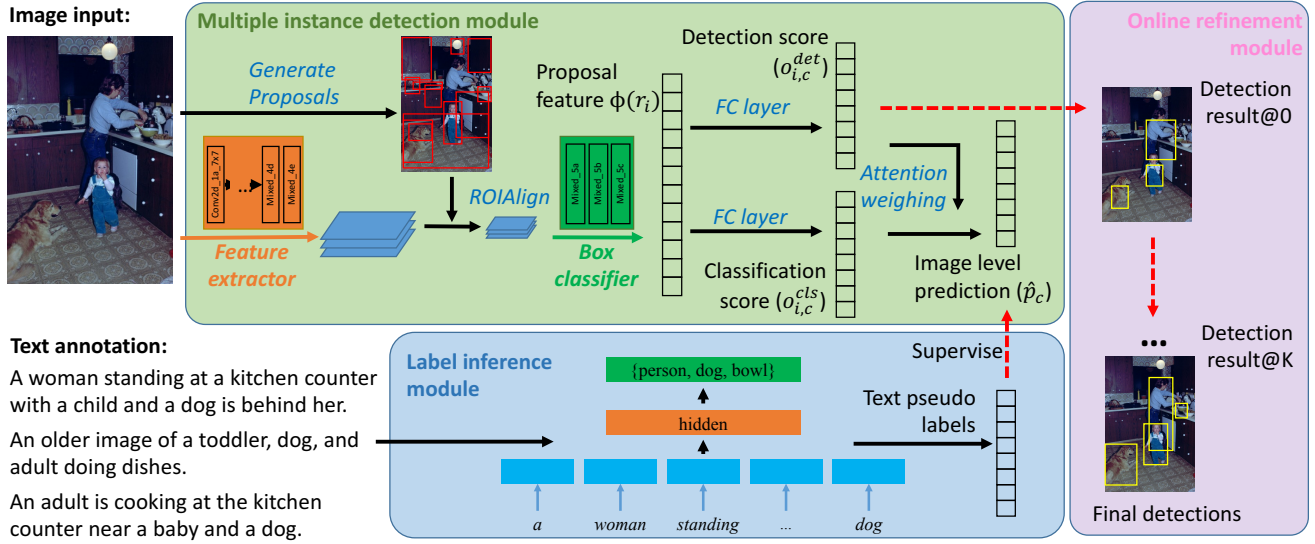 Image input:
Multiple instance detection module
Online refinement
module
Generate
Proposals
Proposal
feature ϕ(r_i)
Detection score
(o_{i,c}^{det})
FC layer
Detection
result@0
Conv2d_1a_7x7
...
Mixed_4d
Mixed_4e
Feature
extractor
ROIAlign
Mixed_5a
Mixed_5b
Mixed_5c
Box
classifier
FC layer
Classification
score (o_{i,c}^{cls})
Attention
weighing
Image level
prediction (p̂_c)
...
Detection
result@K
Final detections
Text annotation:
A woman standing at a kitchen counter
with a child and a dog is behind her.
An older image of a toddler, dog, and
adult doing dishes.
An adult is cooking at the kitchen
counter near a baby and a dog.
Label inference
module
{person, dog, bowl}
hidden
a woman standing ... dog
Text pseudo
labels
Supervise